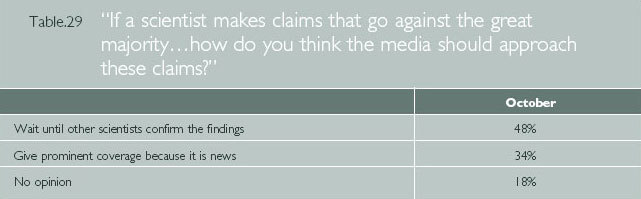 Table.29 “If a scientist makes claims that go against the great
majority…how do you think the media should approach
these claims?”
October
Wait until other scientists confirm the findings 48%
Give prominent coverage because it is news 34%
No opinion 18%